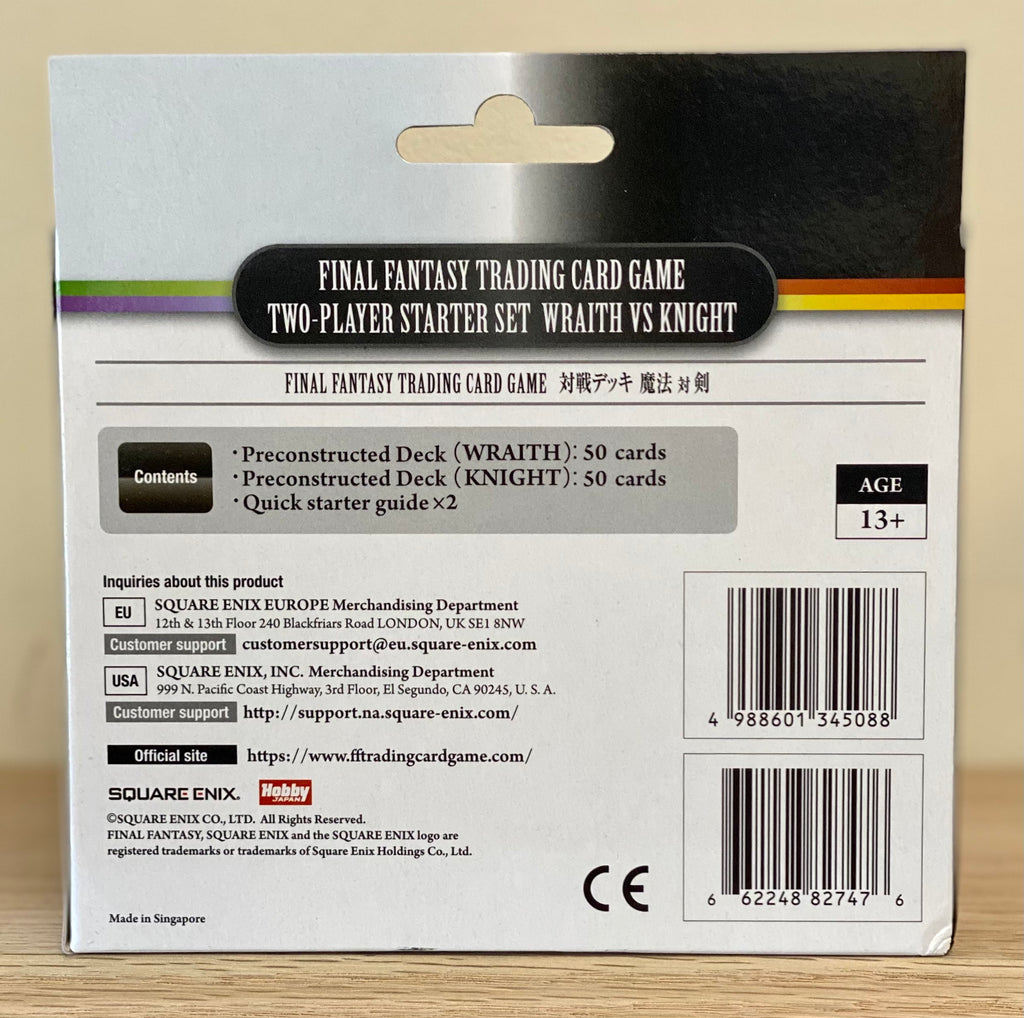 FINAL FANTASY TRADING CARD GAME
TWO-PLAYER STARTER SET WRAITH VS KNIGHT
FINAL FANTASY TRADING CARD GAME 対戦デッキ 魔法 対 剣
Contents
・Preconstructed Deck (WRAITH): 50 cards
・Preconstructed Deck (KNIGHT): 50 cards
・Quick starter guide×2
AGE
13+
Inquiries about this product
EU
SQUARE ENIX EUROPE Merchandising Department
12th & 13th Floor 240 Blackfriars Road LONDON, UK SE1 8NW
Customer support customersupport@eu.square-enix.com
USA
SQUARE ENIX, INC. Merchandising Department
999 N. Pacific Coast Highway, 3rd Floor, El Segundo, CA 90245, U. S. A.
Customer support http://support.na.square-enix.com/
Official site https://www.fftradingcardgame.com/
SQUARE ENIX. Hobby JAPAN
©SQUARE ENIX CO., LTD. All Rights Reserved.
FINAL FANTASY, SQUARE ENIX and the SQUARE ENIX logo are
registered trademarks or trademarks of Square Enix Holdings Co., Ltd.
Made in Singapore
CE
4 988601 345088
6 62248 82747 6